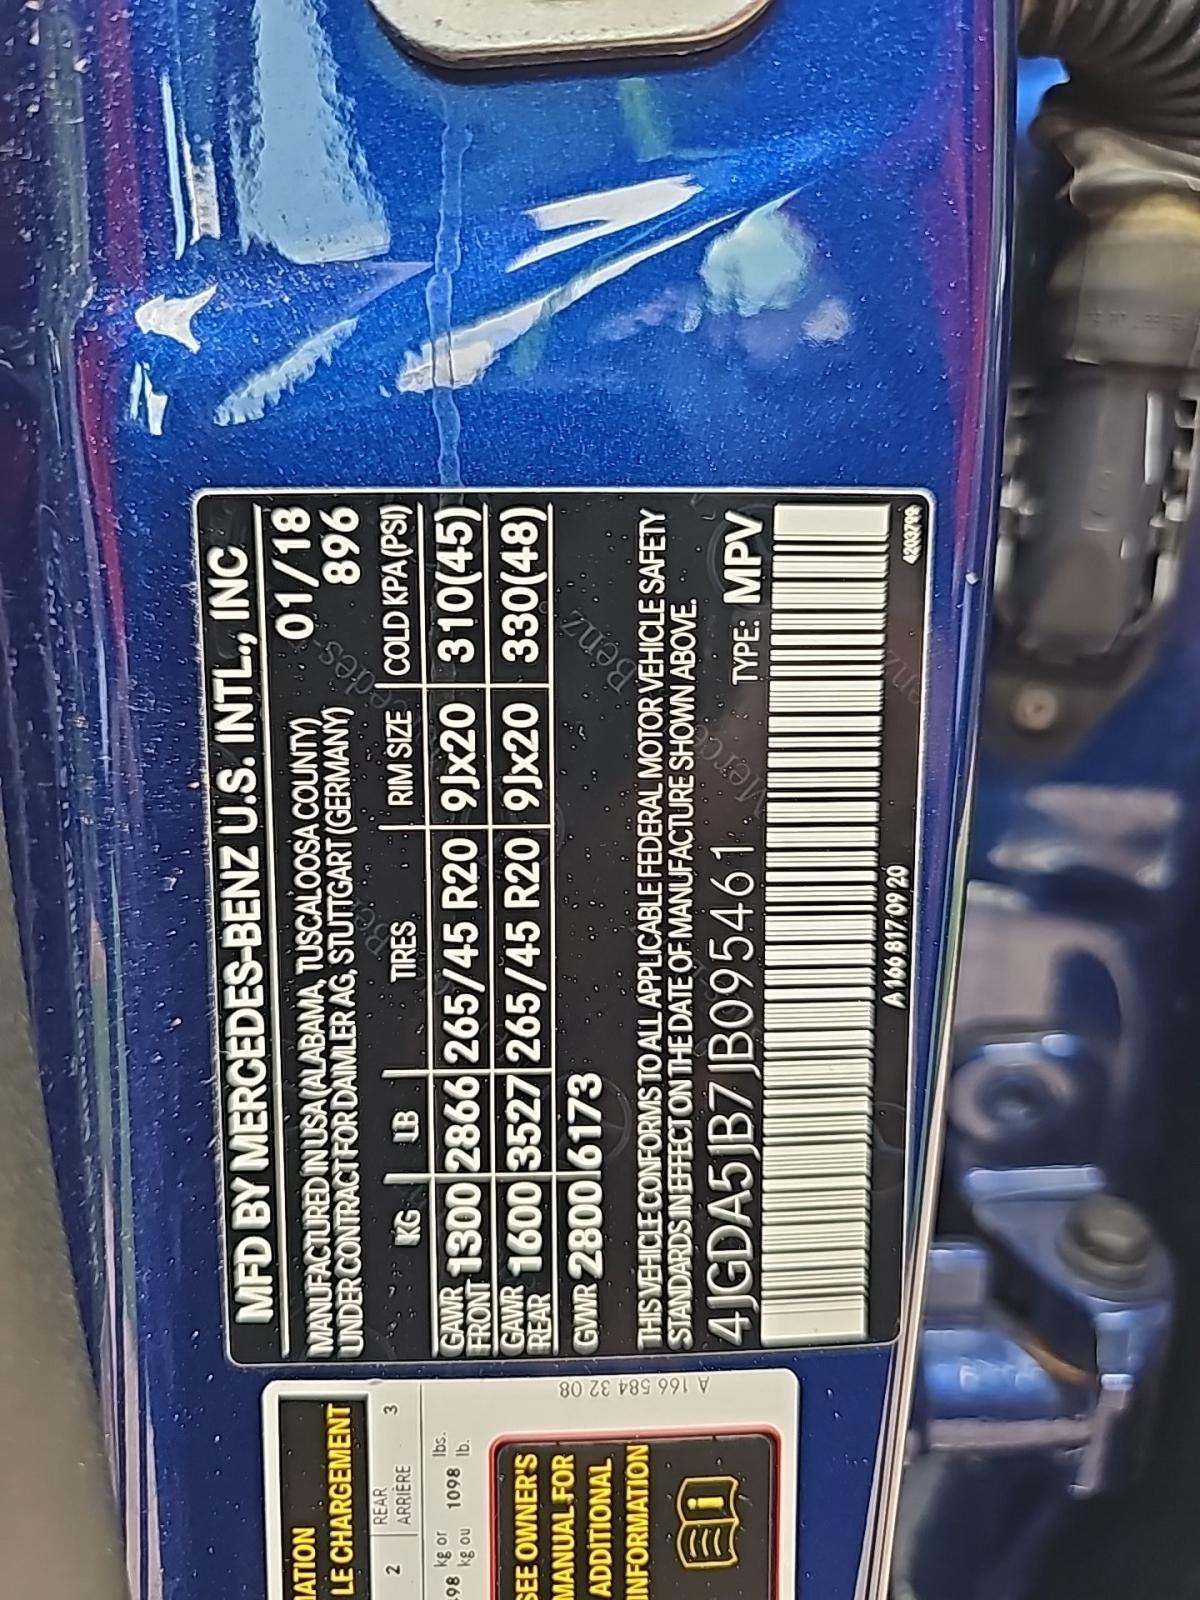 MFD BY MERCEDES-BENZ U.S. INTL., INC
MANUFACTURED IN USA (ALABAMA, TUSCALOOSA COUNTY) 01/18
UNDER CONTRACT FOR DAIMLER AG, STUTTGART (GERMANY) 896
KG LB TIRES RIM SIZE COLD KPA(PSI)
GAWR FRONT 1300 2866 265/45 R20 9Jx20 310(45)
GAWR REAR 1600 3527 265/45 R20 9Jx20 330(48)
GVWR 2800 6173
THIS VEHICLE CONFORMS TO ALL APPLICABLE FEDERAL MOTOR VEHICLE SAFETY
STANDARDS IN EFFECT ON THE DATE OF MANUFACTURE SHOWN ABOVE.
4JGDA5JB7JB095461 TYPE: MPV
A 166 817 09 20
4203798
LE CHARGEMENT
2 REAR 3
ARRIÈRE
kg or 1098 lbs.
kg ou lb.
A 166 584 32 08
SEE OWNER'S
MANUAL FOR
ADDITIONAL
INFORMATION